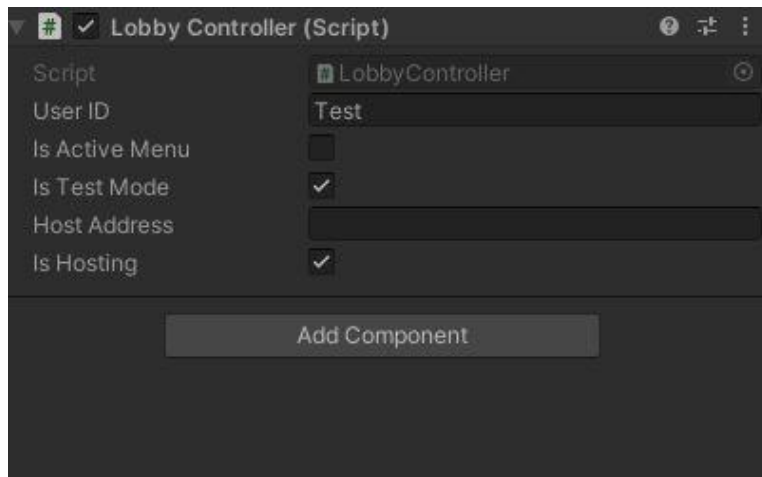 Lobby Controller (Script)
Script LobbyController
User ID Test
Is Active Menu
Is Test Mode
Host Address
Is Hosting
Add Component